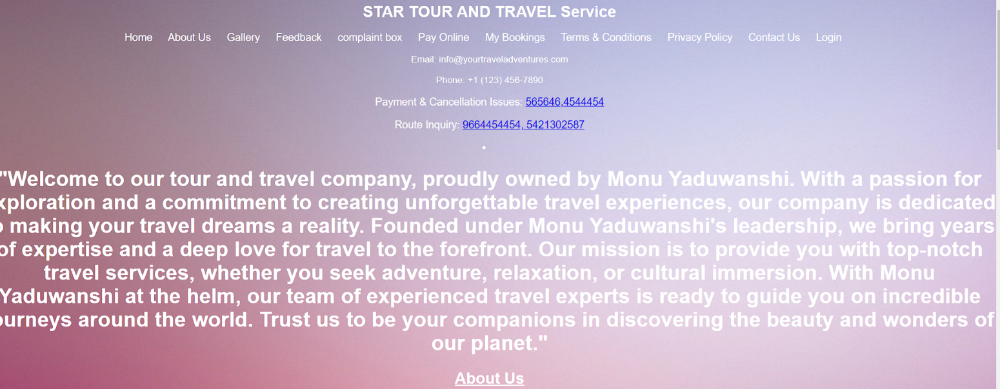 STAR TOUR AND TRAVEL Service
Home About Us Gallery Feedback complaint box Pay Online My Bookings Terms & Conditions Privacy Policy Contact Us Login
Email: info@yourtraveladventures.com
Phone: +1 (123) 456-7890
Payment & Cancellation Issues: 565646,4544454
Route Inquiry: 9664454454, 5421302587
"Welcome to our tour and travel company, proudly owned by Monu Yaduwanshi. With a passion for
xploration and a commitment to creating unforgettable travel experiences, our company is dedicated
o making your travel dreams a reality. Founded under Monu Yaduwanshi's leadership, we bring years
of expertise and a deep love for travel to the forefront. Our mission is to provide you with top-notch
travel services, whether you seek adventure, relaxation, or cultural immersion. With Monu
Yaduwanshi at the helm, our team of experienced travel experts is ready to guide you on incredible
ourneys around the world. Trust us to be your companions in discovering the beauty and wonders of
our planet."
About Us